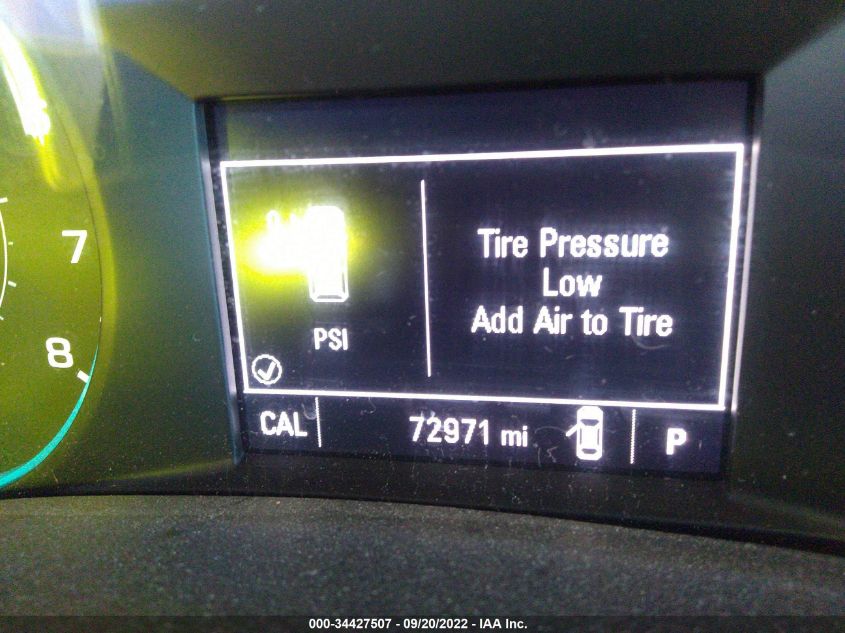 7
8
Tire Pressure
Low
Add Air to Tire
PSI
CAL
72971 mi
P
000-34427507 - 09/20/2022 - IAA Inc.